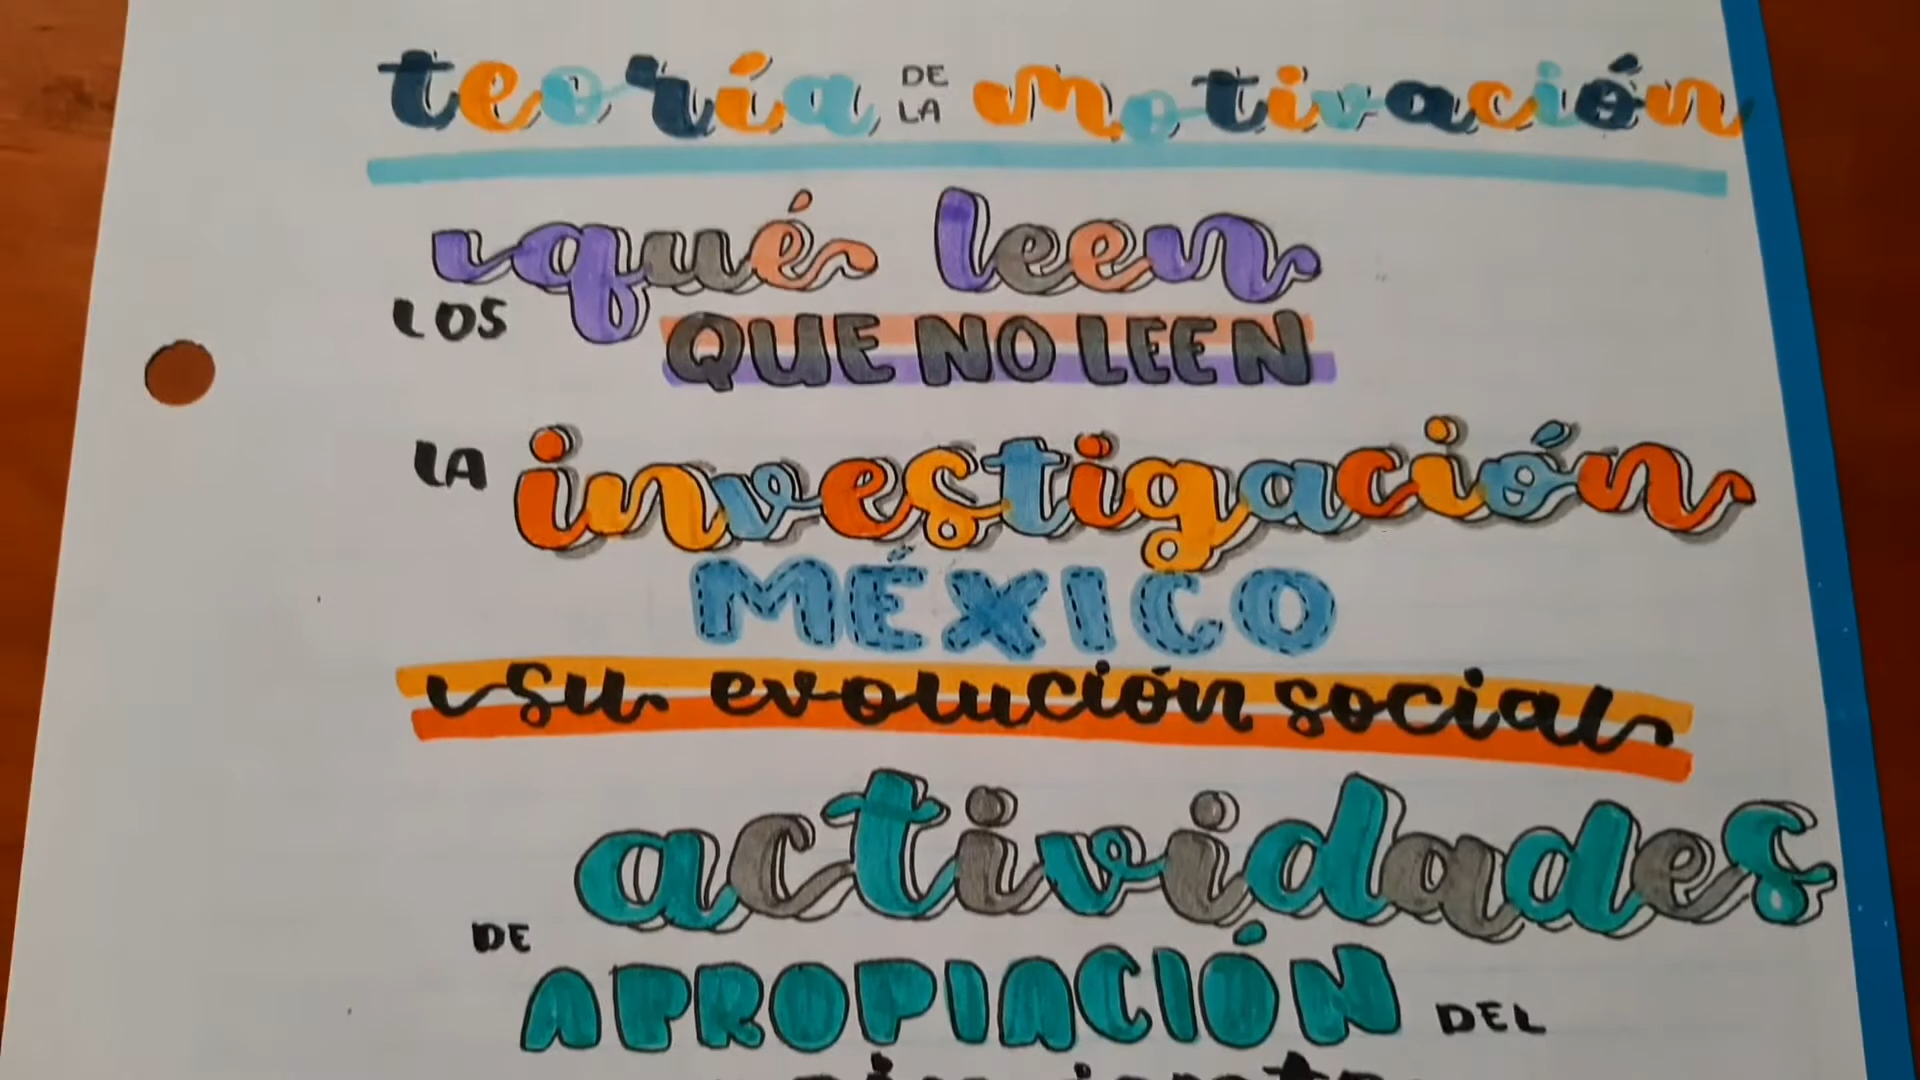 teoría DE LA motivación
qué leen
LOS QUE NO LEEN
LA investigación
MÉXICO
su evolución social
actividades
DE APROPIACIÓN DEL